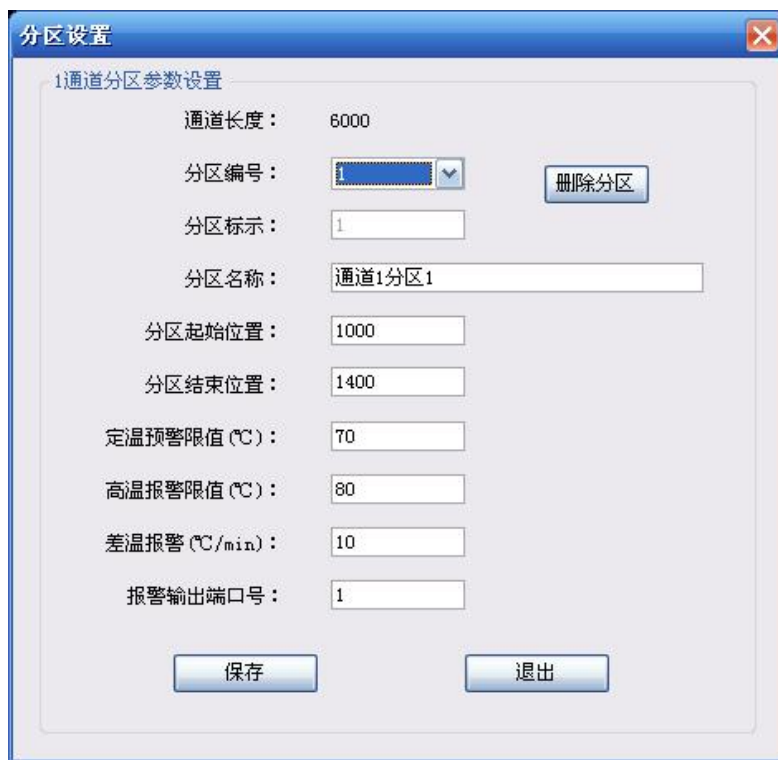 分区设置
1通道分区参数设置
通道长度： 6000
分区编号： 1 删除分区
分区标示： 1
分区名称： 通道1分区1
分区起始位置： 1000
分区结束位置： 1400
定温预警限值(℃)： 70
高温报警限值(℃)： 80
差温报警(℃/min)： 10
报警输出端口号： 1
保存 退出